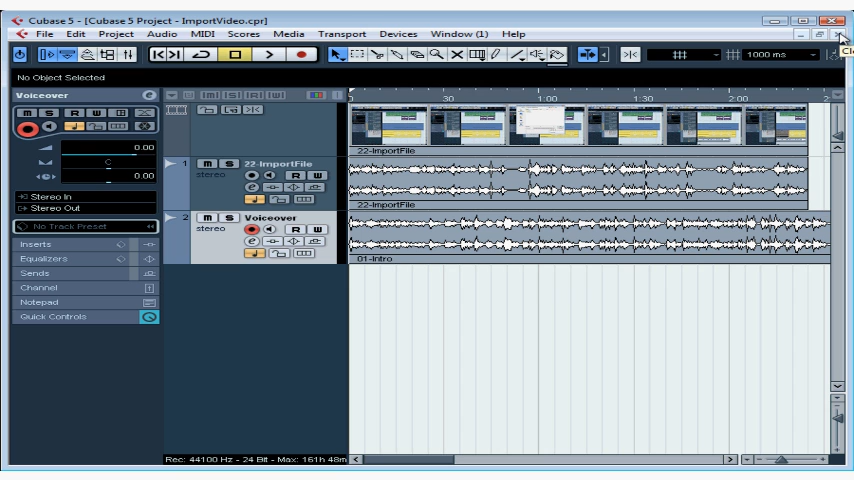 Cubase 5 - [Cubase 5 Project - ImportVideo.cpr]
File Edit Project Audio MIDI Scores Media Transport Devices Window (1) Help
1000 ms
No Object Selected
Voiceover
m S R W
0.00
C
0.00
Stereo In
Stereo Out
No Track Preset
Inserts
Equalizers
Sends
Channel
Notepad
Quick Controls
30 1:00 1:30 2:00
22-ImportFile
1 m S 22-ImportFile
stereo R W
22-ImportFile
2 m S Voiceover
stereo R W
01-Intro
Rec: 44100 Hz - 24 Bit - Max: 161h 48m